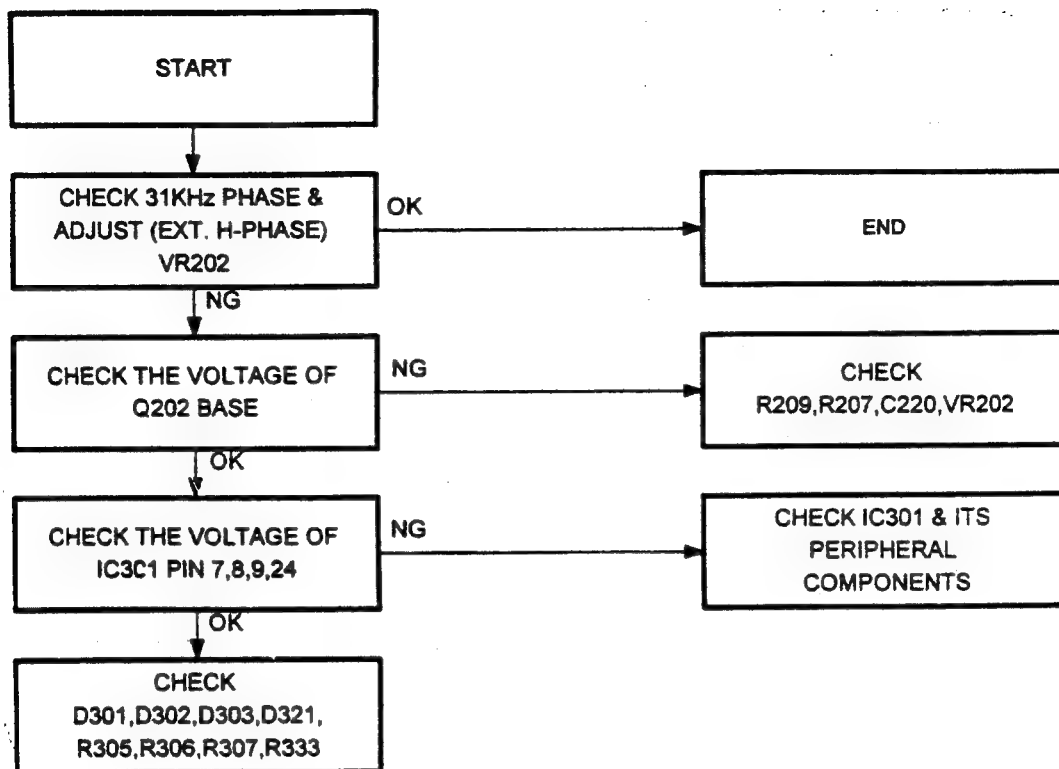 START
CHECK 31KHz PHASE &
ADJUST (EXT. H-PHASE)
VR202
OK
END
NG
CHECK THE VOLTAGE OF
Q202 BASE
NG
CHECK
R209,R207,C220,VR202
OK
CHECK THE VOLTAGE OF
IC301 PIN 7,8,9,24
NG
CHECK IC301 & ITS
PERIPHERAL
COMPONENTS
OK
CHECK
D301,D302,D303,D321,
R305,R306,R307,R333